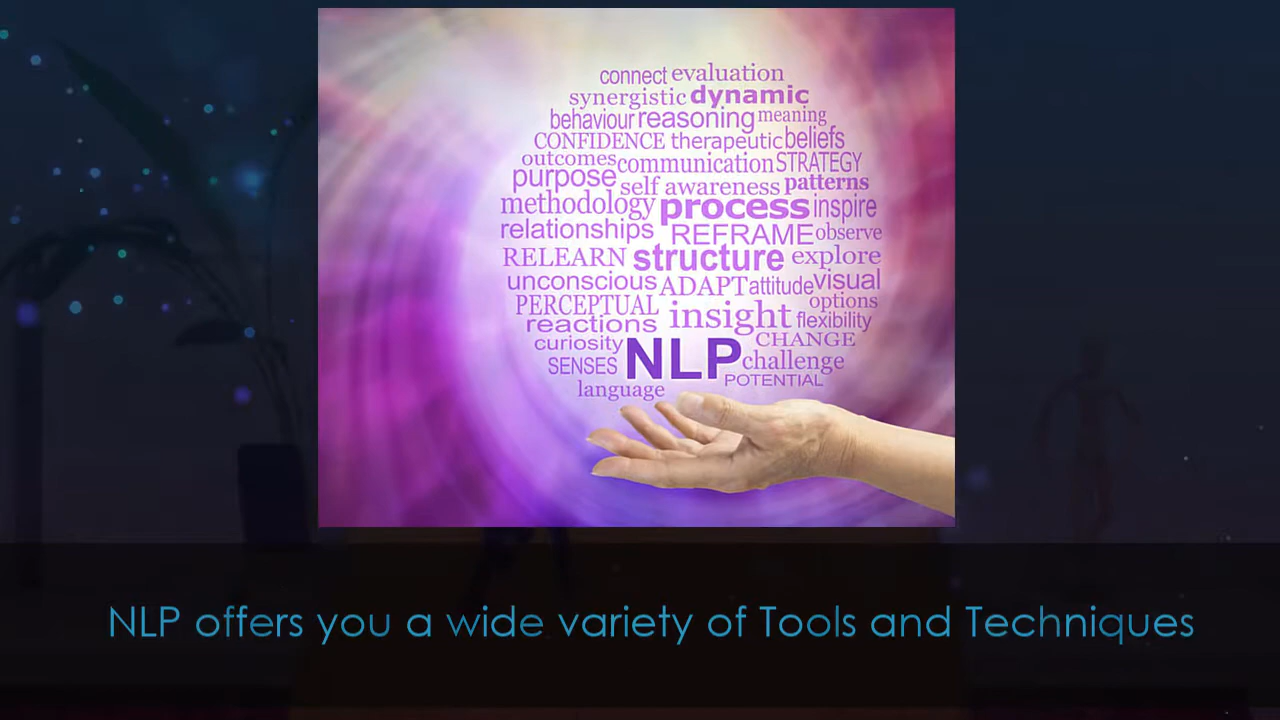 connect evaluation
synergistic dynamic
behaviour reasoning meaning
CONFIDENCE therapeutic beliefs
outcomes communication STRATEGY
purpose self awareness patterns
methodology process inspire
relationships REFRAME observe
RELEARN structure explore
unconscious ADAPT attitude visual
PERCEPTUAL insight options
reactions flexibility
curiosity NLP CHANGE
SENSES challenge
language POTENTIAL
NLP offers you a wide variety of Tools and Techniques